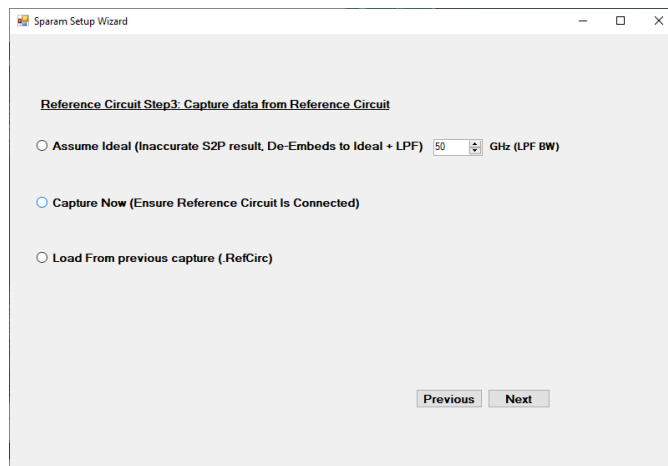 Sparam Setup Wizard
Reference Circuit Step3: Capture data from Reference Circuit
Assume Ideal (Inaccurate S2P result, De-Embeds to Ideal + LPF) 50 GHz (LPF BW)
Capture Now (Ensure Reference Circuit Is Connected)
Load From previous capture (.RefCirc)
Previous Next